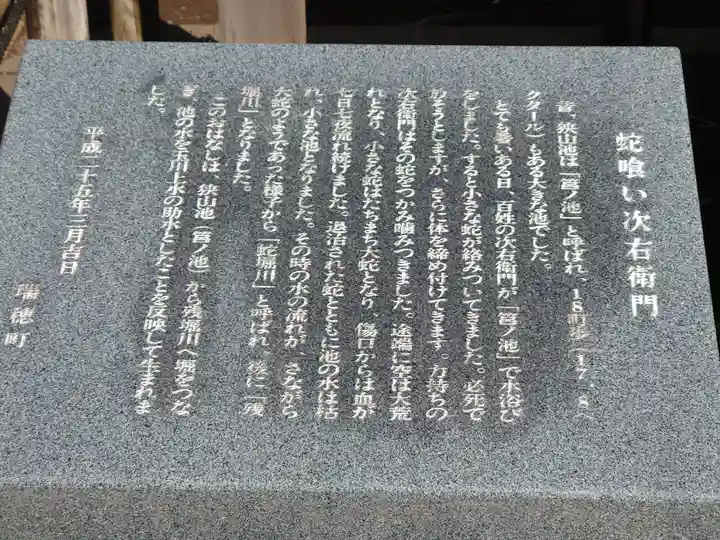 蛇喰い次右衛門
昔、狭山池は「筥ノ池」と呼ばれ、18町歩(17.8ヘ
クタール)もある大きな池でした。
とても暑いある日、百姓の次右衛門が「筥ノ池」で水浴び
をしました。すると小さな蛇が絡みついてきました。必死で
放そうとしますが、さらに体を締め付けてきます。力持ちの
次右衛門はその蛇をつかみ噛みつきました。途端に空は大荒
れとなり、小さな蛇はたちまち大蛇となり、傷口からは血が
七日七夜流れ続けました。退治された蛇とともに池の水は枯
れ、小さな池となりました。その時の水の流れが、さながら
大蛇のようであった様子から「蛇堀川」と呼ばれ、後に「残
堀川」となりました。
このおはなしは、狭山池(筥ノ池)から残堀川へ堀をつな
ぎ、池の水を玉川上水の助水としたことを反映して生まれま
した。
平成二十五年三月吉日
瑞穂町